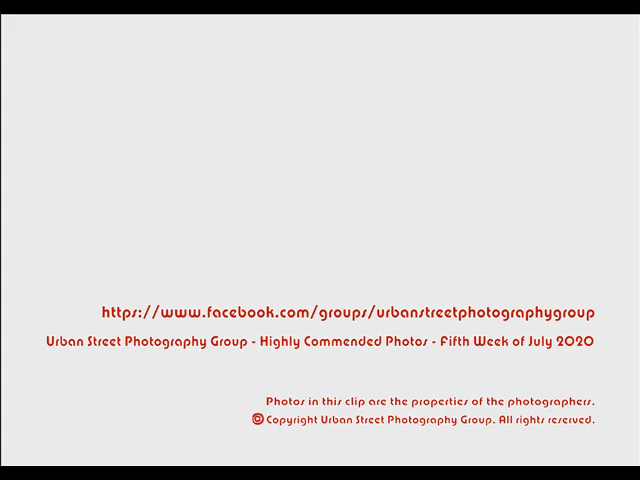 https://www.facebook.com/groups/urbanstreetphotographygroup
Urban Street Photography Group - Highly Commended Photos - Fifth Week of July 2020
Photos in this clip are the properties of the photographers.
© Copyright Urban Street Photography Group. All rights reserved.